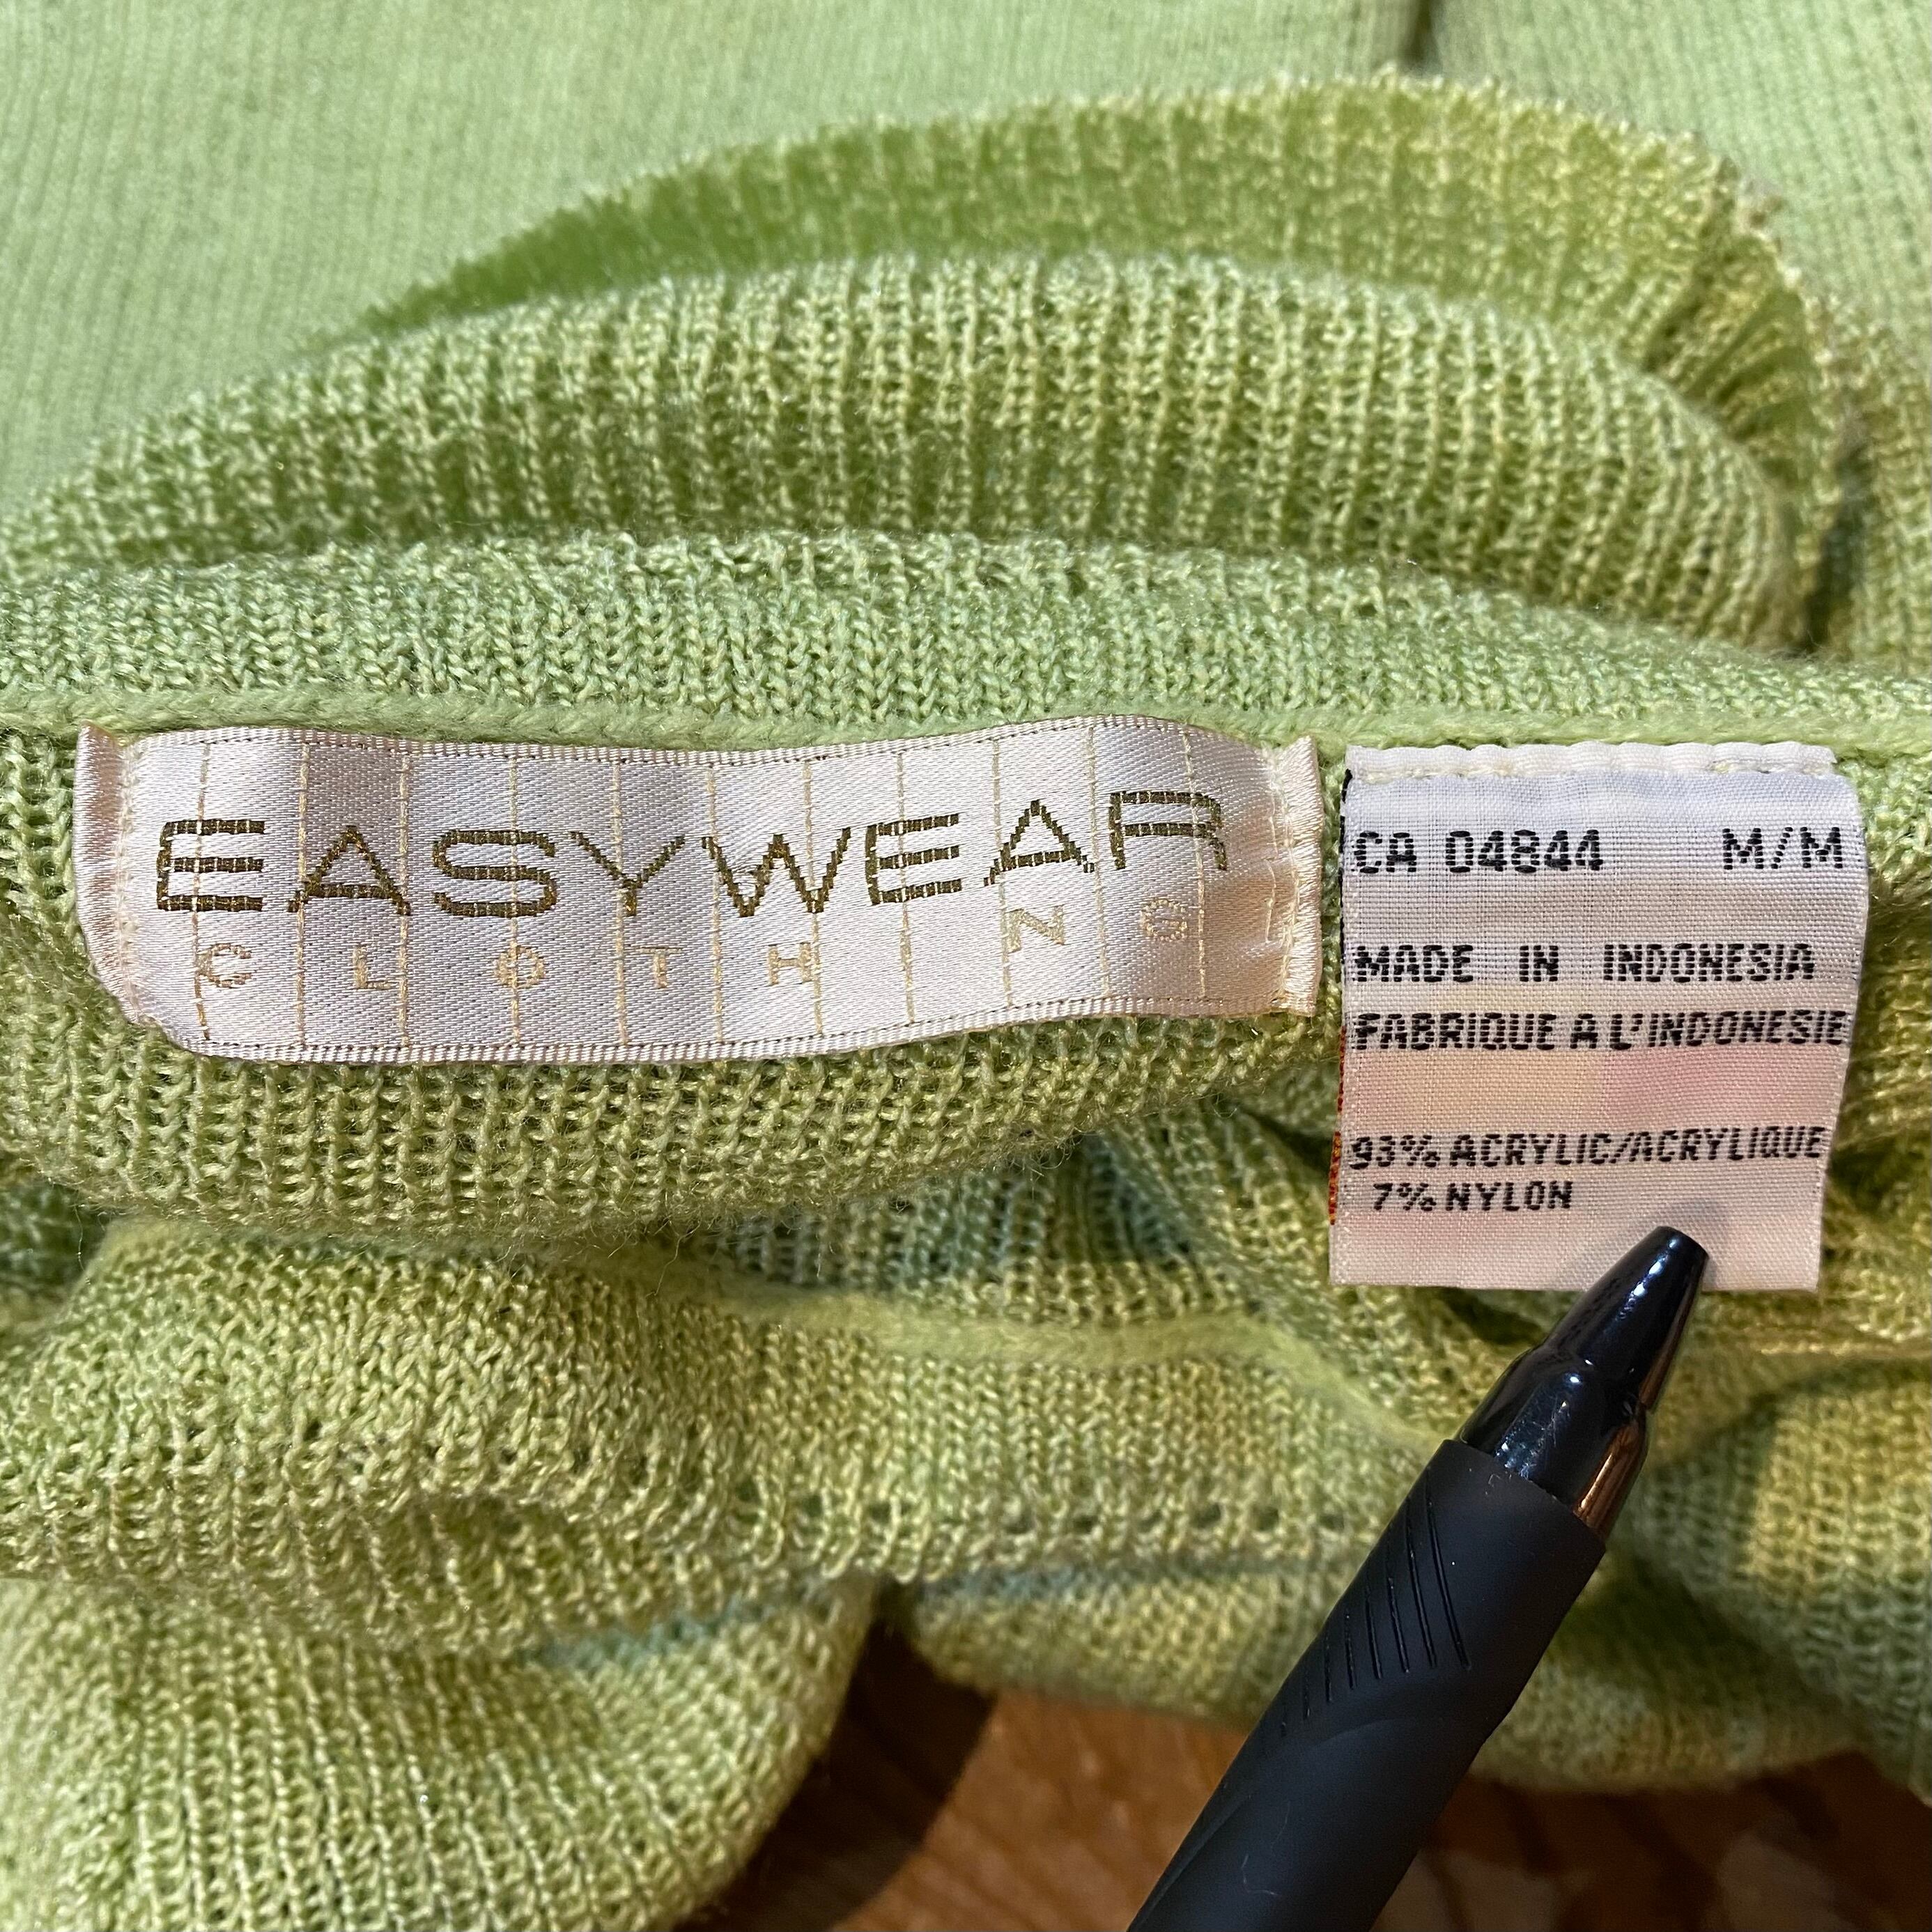 EASYWEAR
CLOTHING
CA 04844 M/M
MADE IN INDONESIA
FABRIQUE A L'INDONESIE
93% ACRYLIC/ACRYLIQUE
7% NYLON